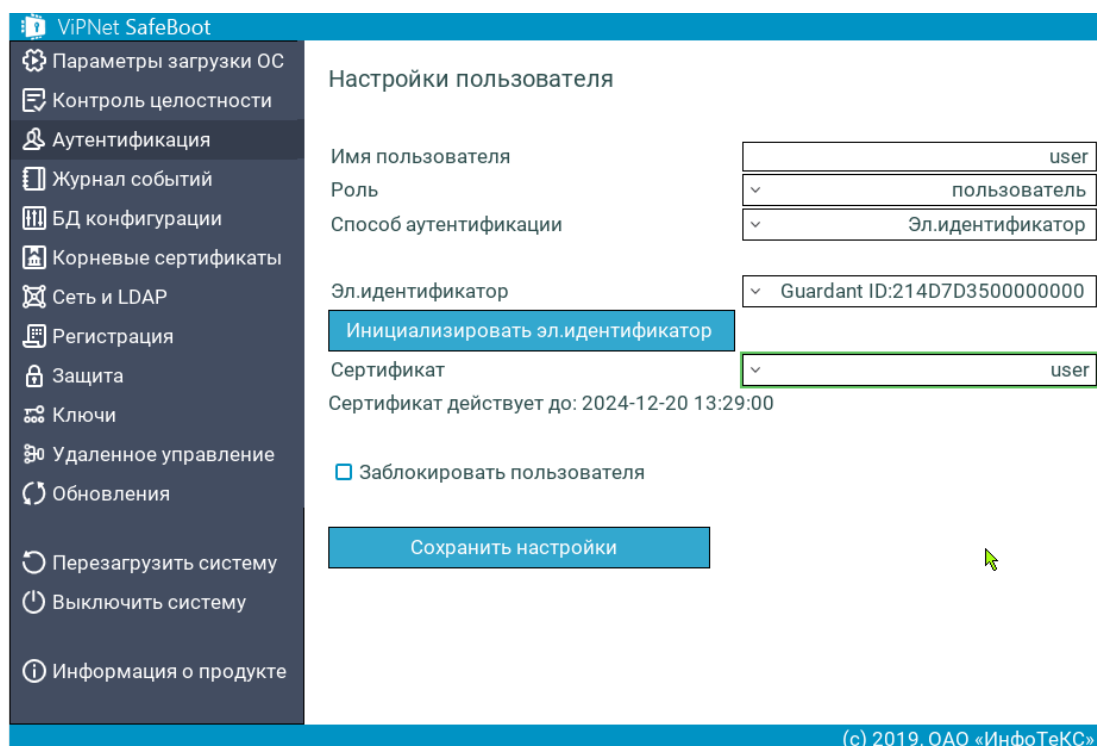 ViPNet SafeBoot
Параметры загрузки ОС
Контроль целостности
Аутентификация
Журнал событий
БД конфигурации
Корневые сертификаты
Сеть и LDAP
Регистрация
Защита
Ключи
Удаленное управление
Обновления
Перезагрузить систему
Выключить систему
Информация о продукте
Настройки пользователя
Имя пользователя user
Роль пользователь
Способ аутентификации Эл.идентификатор
Эл.идентификатор Guardant ID:214D7D3500000000
Инициализировать эл.идентификатор
Сертификат user
Сертификат действует до: 2024-12-20 13:29:00
Заблокировать пользователя
Сохранить настройки
(c) 2019, ОАО «ИнфоТеКС»